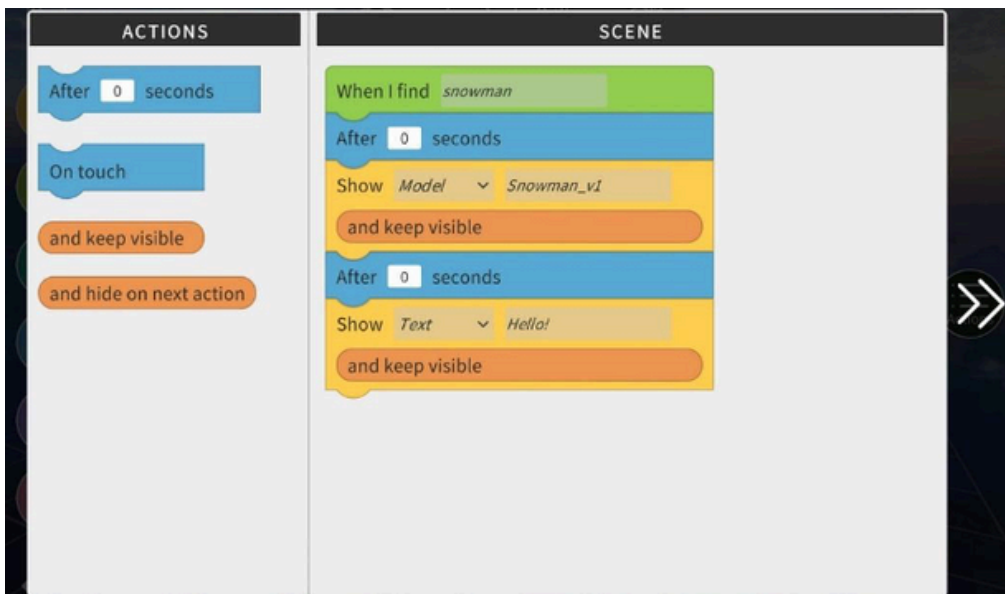 ACTIONS
After 0 seconds
On touch
and keep visible
and hide on next action
SCENE
When I find snowman
After 0 seconds
Show Model Snowman_v1
and keep visible
After 0 seconds
Show Text Hello!
and keep visible